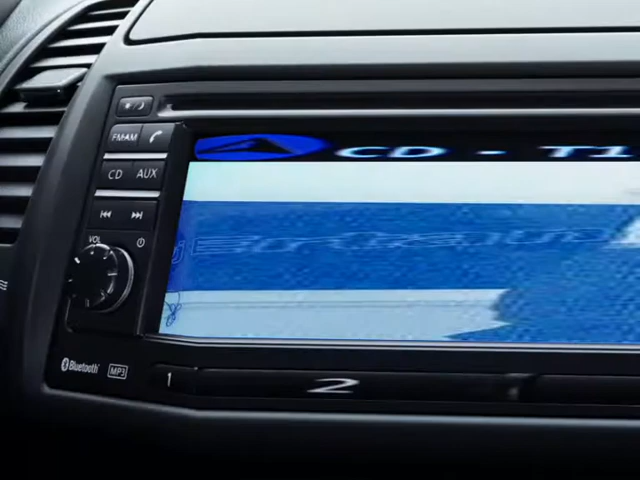 FM·AM
CD - T1
CD AUX
VOL
Bluetooth MP3
1 2